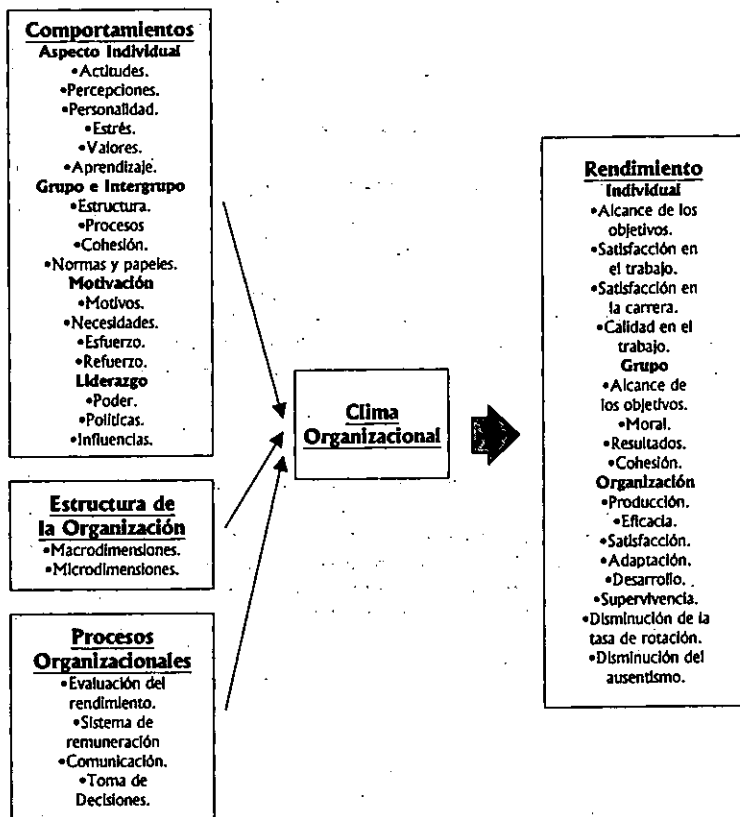 Comportamientos
Aspecto Individual
•Actitudes.
•Percepciones.
•Personalidad.
•Estrés.
•Valores.
•Aprendizaje.
Grupo e Intergrupo
•Estructura.
•Procesos
•Cohesión.
•Normas y papeles.
Motivación
•Motivos.
•Necesidades.
•Esfuerzo.
•Refuerzo.
Liderazgo
•Poder.
•Políticas.
•Influencias.
Estructura de
la Organización
•Macrodimensiones.
•Microdimensiones.
Procesos
Organizacionales
•Evaluación del
rendimiento.
•Sistema de
remuneración
•Comunicación.
•Toma de
Decisiones.
Clima
Organizacional
Rendimiento
Individual
•Alcance de los
objetivos.
•Satisfacción en
el trabajo.
•Satisfacción en
la carrera.
•Calidad en el
trabajo.
Grupo
•Alcance de
los objetivos.
•Moral.
•Resultados.
•Cohesión.
Organización
•Producción.
•Eficacia.
•Satisfacción.
•Adaptación.
•Desarrollo.
•Supervivencia.
•Disminución de la
tasa de rotación.
•Disminución del
ausentismo.